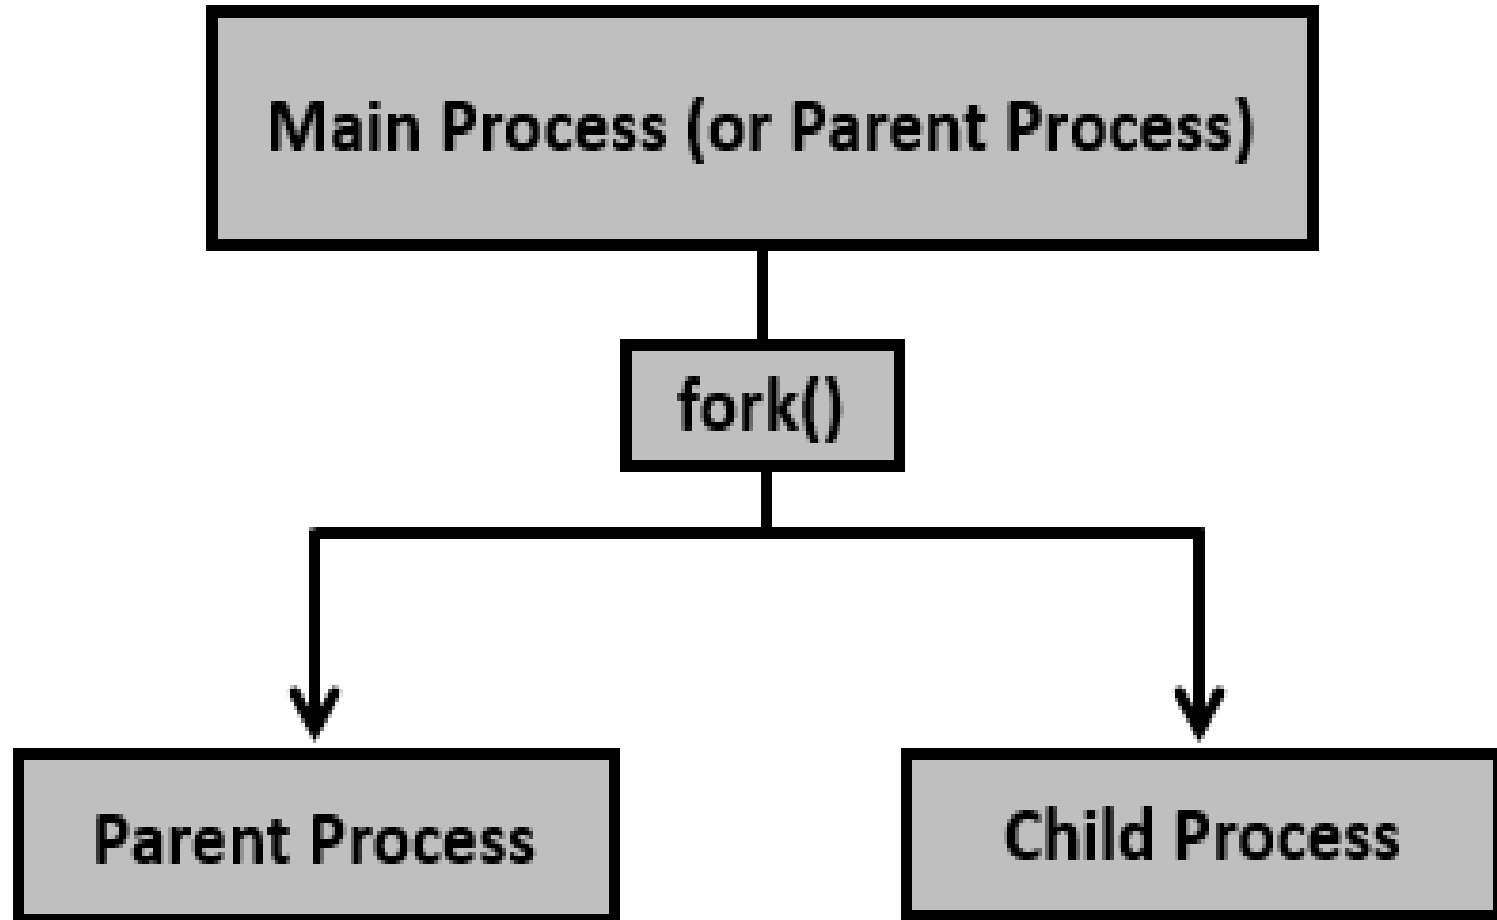 Main Process (or Parent Process)
fork()
Parent Process
Child Process